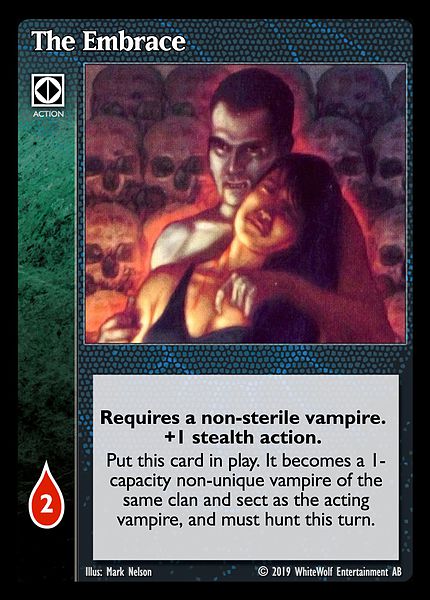 The Embrace
ACTION
Requires a non-sterile vampire.
+1 stealth action.
Put this card in play. It becomes a 1-
capacity non-unique vampire of the
same clan and sect as the acting
vampire, and must hunt this turn.
2
Illus: Mark Nelson
© 2019 WhiteWolf Entertainment AB